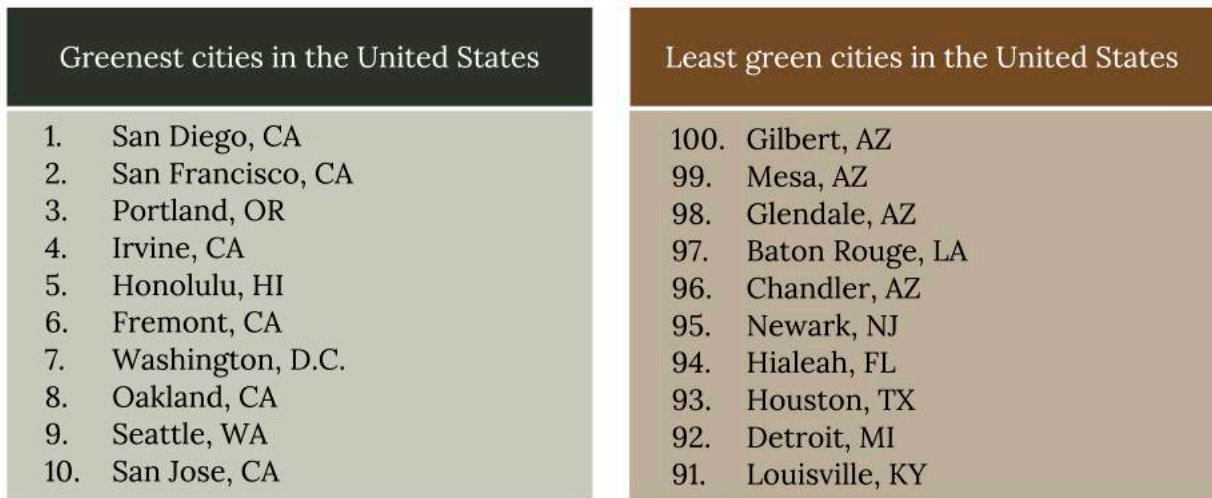 Greenest cities in the United States
1. San Diego, CA
2. San Francisco, CA
3. Portland, OR
4. Irvine, CA
5. Honolulu, HI
6. Fremont, CA
7. Washington, D.C.
8. Oakland, CA
9. Seattle, WA
10. San Jose, CA
Least green cities in the United States
100. Gilbert, AZ
99. Mesa, AZ
98. Glendale, AZ
97. Baton Rouge, LA
96. Chandler, AZ
95. Newark, NJ
94. Hialeah, FL
93. Houston, TX
92. Detroit, MI
91. Louisville, KY